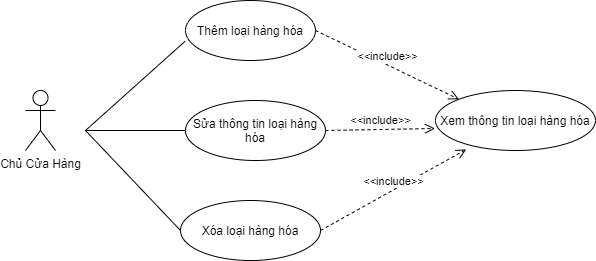 Thêm loại hàng hóa
<<include>>
Sửa thông tin loại hàng
hóa
<<include>>
Xem thông tin loại hàng hóa
Chủ Cửa Hàng
<<include>>
Xóa loại hàng hóa